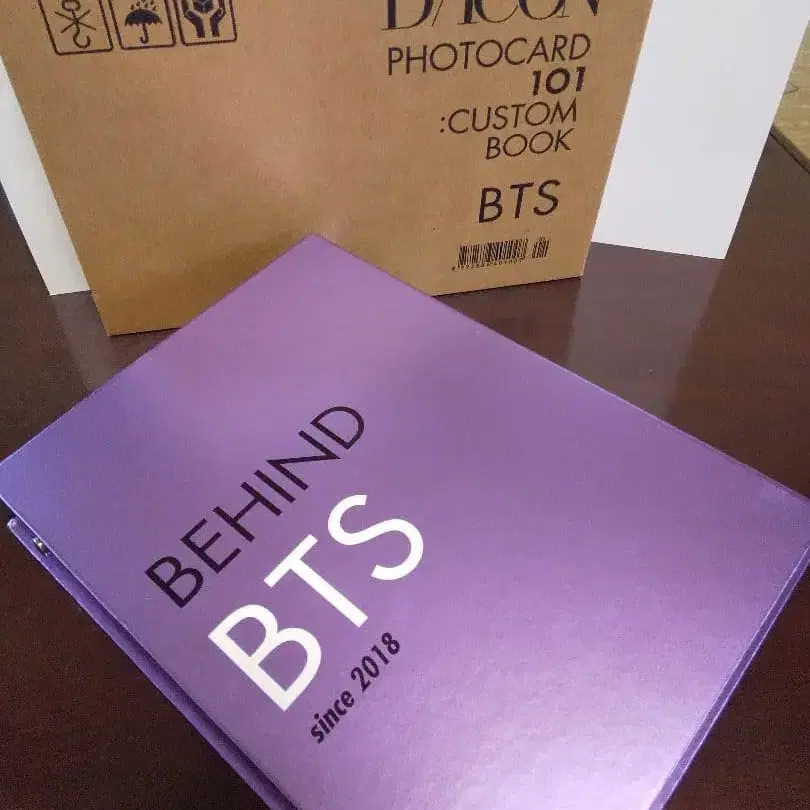 D/ICON
PHOTOCARD
101
:CUSTOM
BOOK
BTS
BEHIND
BTS
since 2018